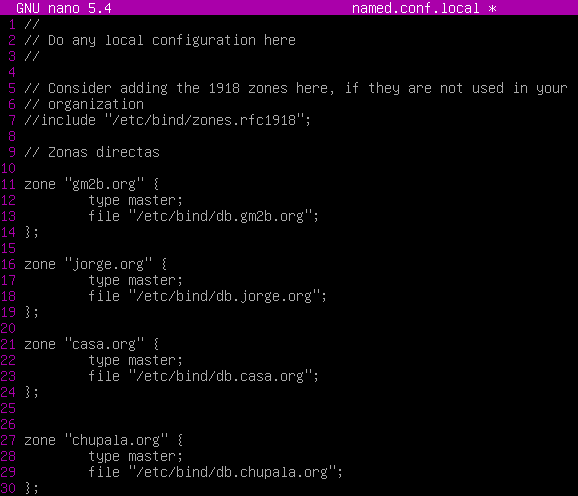 GNU nano 5.4 named.conf.local *
1 //
2 // Do any local configuration here
3 //
4
5 // Consider adding the 1918 zones here, if they are not used in your
6 // organization
7 //include "/etc/bind/zones.rfc1918";
8
9 // Zonas directas
10
11 zone "gm2b.org" {
12 type master;
13 file "/etc/bind/db.gm2b.org";
14 };
15
16 zone "jorge.org" {
17 type master;
18 file "/etc/bind/db.jorge.org";
19 };
20
21 zone "casa.org" {
22 type master;
23 file "/etc/bind/db.casa.org";
24 };
25
26
27 zone "chupala.org" {
28 type master;
29 file "/etc/bind/db.chupala.org";
30 };